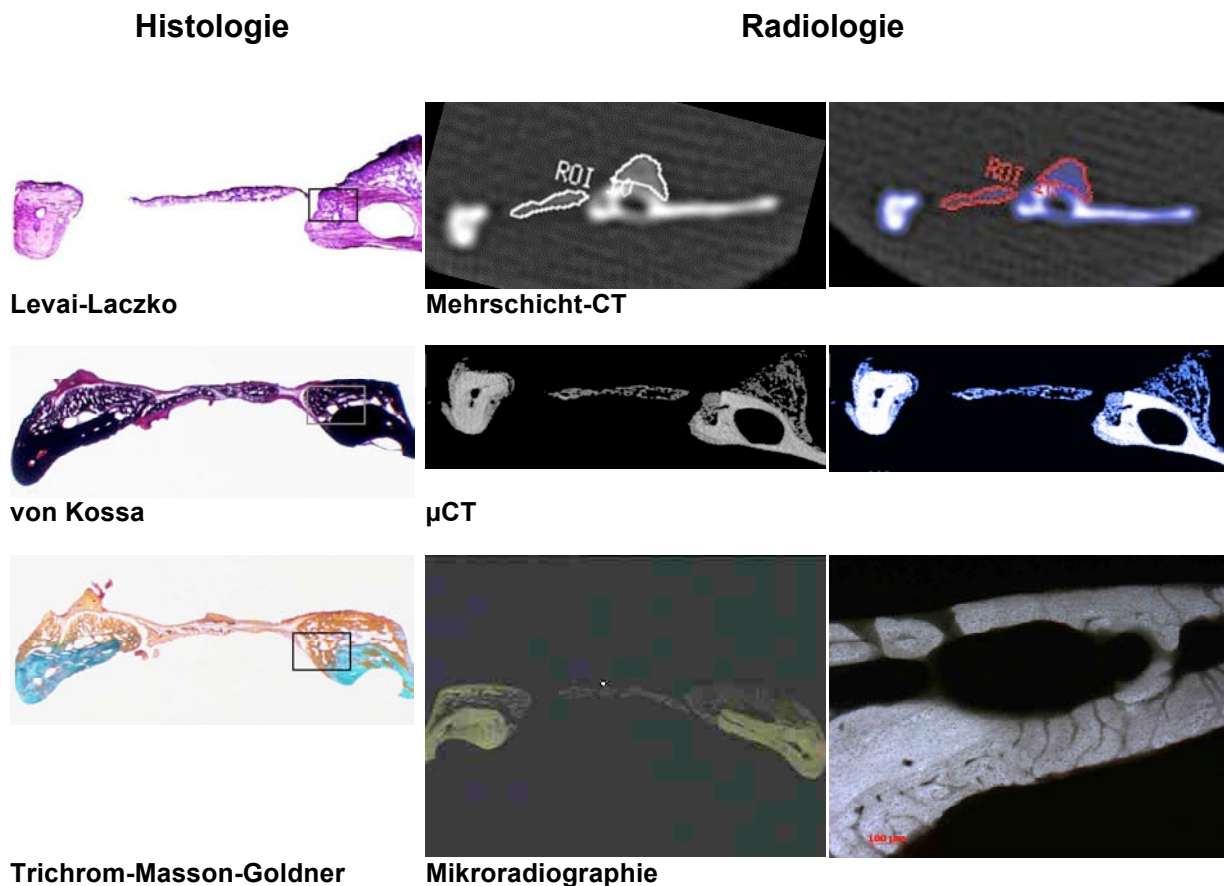 Histologie
Radiologie
ROI
ROI
Levai-Laczko
Mehrschicht-CT
von Kossa
µCT
100 µm
Trichrom-Masson-Goldner
Mikroradiographie